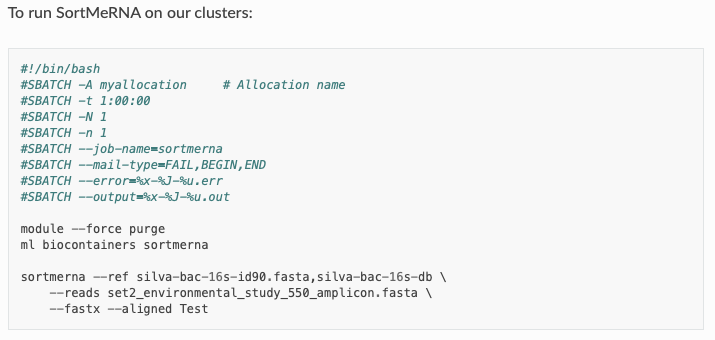 To run SortMeRNA on our clusters:
#!/bin/bash
#SBATCH -A myallocation     # Allocation name
#SBATCH -t 1:00:00
#SBATCH -N 1
#SBATCH -n 1
#SBATCH --job-name=sortmerna
#SBATCH --mail-type=FAIL,BEGIN,END
#SBATCH --error=%x-%J-%u.err
#SBATCH --output=%x-%J-%u.out
module --force purge
ml biocontainers sortmerna
sortmerna --ref silva-bac-16s-id90.fasta,silva-bac-16s-db \
    --reads set2_environmental_study_550_amplicon.fasta \
    --fastx --aligned Test